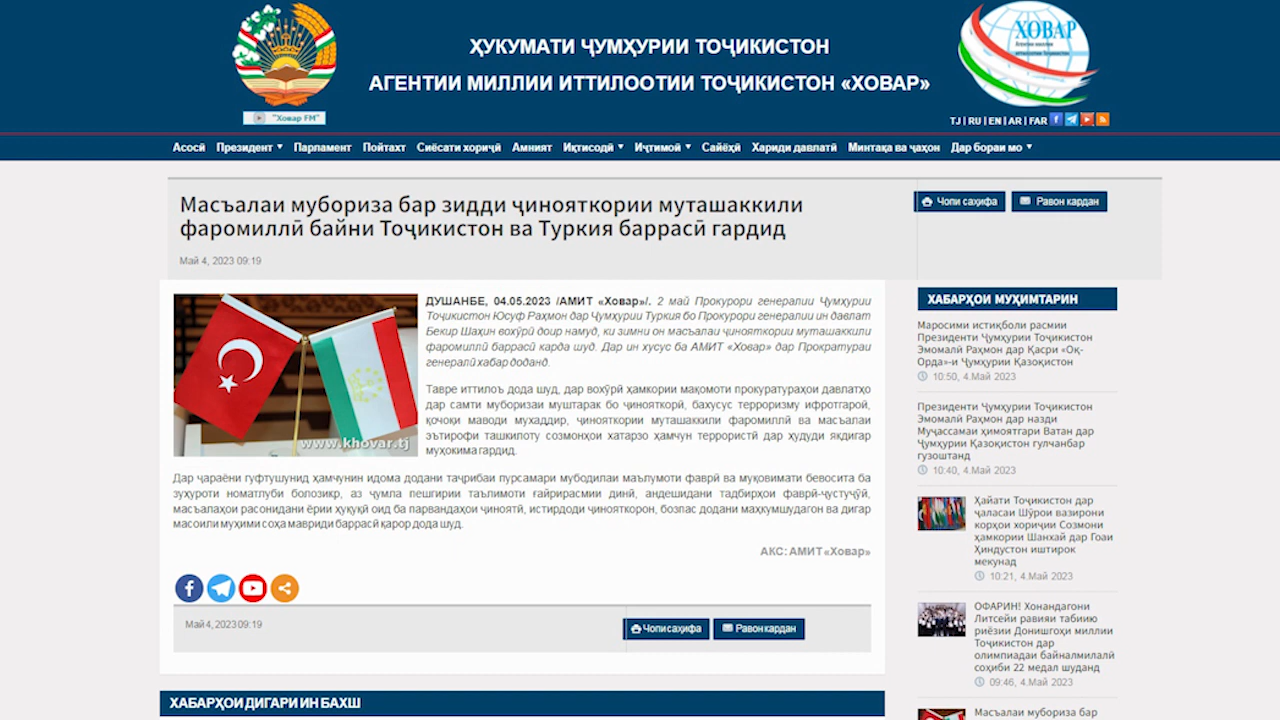 ҲУКУМАТИ ҶУМҲУРИИ ТОҶИКИСТОН
АГЕНТИИ МИЛЛИИ ИТТИЛООТИИ ТОҶИКИСТОН «ХОВАР»
ХОВАР
Агентии миллии
иттилоотии Тоҷикистон
"Ховар FM"
TJ | RU | EN | AR | FAR
Асосӣ Президент Парламент Пойтахт Сиёсати хориҷӣ Амният Иқтисодӣ Иҷтимоӣ Сайёҳӣ Хариди давлатӣ Минтақа ва ҷаҳон Дар бораи мо
Масъалаи мубориза бар зидди ҷинояткории муташаккили
фаромиллӣ байни Тоҷикистон ва Туркия баррасӣ гардид
Май 4, 2023 09:19
Чопи саҳифа Равон кардан
www.khovar.tj
ДУШАНБЕ, 04.05.2023 /АМИТ «Ховар»/. 2 май Прокурори генералии Ҷумҳурии
Тоҷикистон Юсуф Раҳмон дар Ҷумҳурии Туркия бо Прокурори генералии ин давлат
Бекир Шаҳин вохӯрӣ доир намуд, ки зимни он масъалаи ҷинояткории муташаккили
фаромиллӣ баррасӣ карда шуд. Дар ин хусус ба АМИТ «Ховар» дар Прократураи
генералӣ хабар доданд.
Тавре иттилоъ дода шуд, дар вохӯрӣ ҳамкории мақомоти прокуратураҳои давлатҳо
дар самти муборизаи муштарак бо ҷинояткорӣ, бахусус терроризму ифротгароӣ,
қочоқи маводи мухаддир, ҷинояткории муташаккили фаромиллӣ ва масъалаи
эътирофи ташкилоту созмонҳои хатарзо ҳамчун террористӣ дар ҳудуди якдигар
муҳокима гардид.
Дар ҷараёни гуфтушунид ҳамчунин идома додани таҷрибаи пурсамари мубодилаи маълумоти фаврӣ ва муқовимати бевосита ба
зуҳуроти номатлуби болозикр, аз ҷумла пешгирии таълимоти ғайрирасмии динӣ, андешидани тадбирҳои фаврӣ-ҷустуҷӯӣ,
масъалаҳои расонидани ёрии ҳуқуқӣ оид ба парвандаҳои ҷиноятӣ, истирдоди ҷинояткорон, бозпас додани маҳкумшудагон ва дигар
масоили муҳими соҳа мавриди баррасӣ қарор дода шуд.
АКС: АМИТ «Ховар»
Май 4, 2023 09:19
Чопи саҳифа Равон кардан
ХАБАРҲОИ ДИГАРИ ИН БАХШ
ХАБАРҲОИ МУҲИМТАРИН
Маросими истиқболи расмии
Президенти Ҷумҳурии Тоҷикистон
Эмомалӣ Раҳмон дар Қасри «Оқ-
Орда»-и Ҷумҳурии Қазоқистон
10:50, 4.Май 2023
Президенти Ҷумҳурии Тоҷикистон
Эмомалӣ Раҳмон дар назди
Муҷассамаи ҳимоятгари Ватан дар
Ҷумҳурии Қазоқистон гулчанбар
гузоштанд
10:40, 4.Май 2023
Ҳайати Тоҷикистон дар
ҷаласаи Шӯрои вазирони
корҳои хориҷии Созмони
ҳамкории Шанхай дар Гоаи
Ҳиндустон иштирок
мекунад
10:21, 4.Май 2023
ОФАРИН! Хонандагони
Литсейи равияи табиию
риёзии Донишгоҳи миллии
Тоҷикистон дар
олимпиадаи байналмилалӣ
соҳиби 22 медал шуданд
09:46, 4.Май 2023
Масъалаи мубориза бар